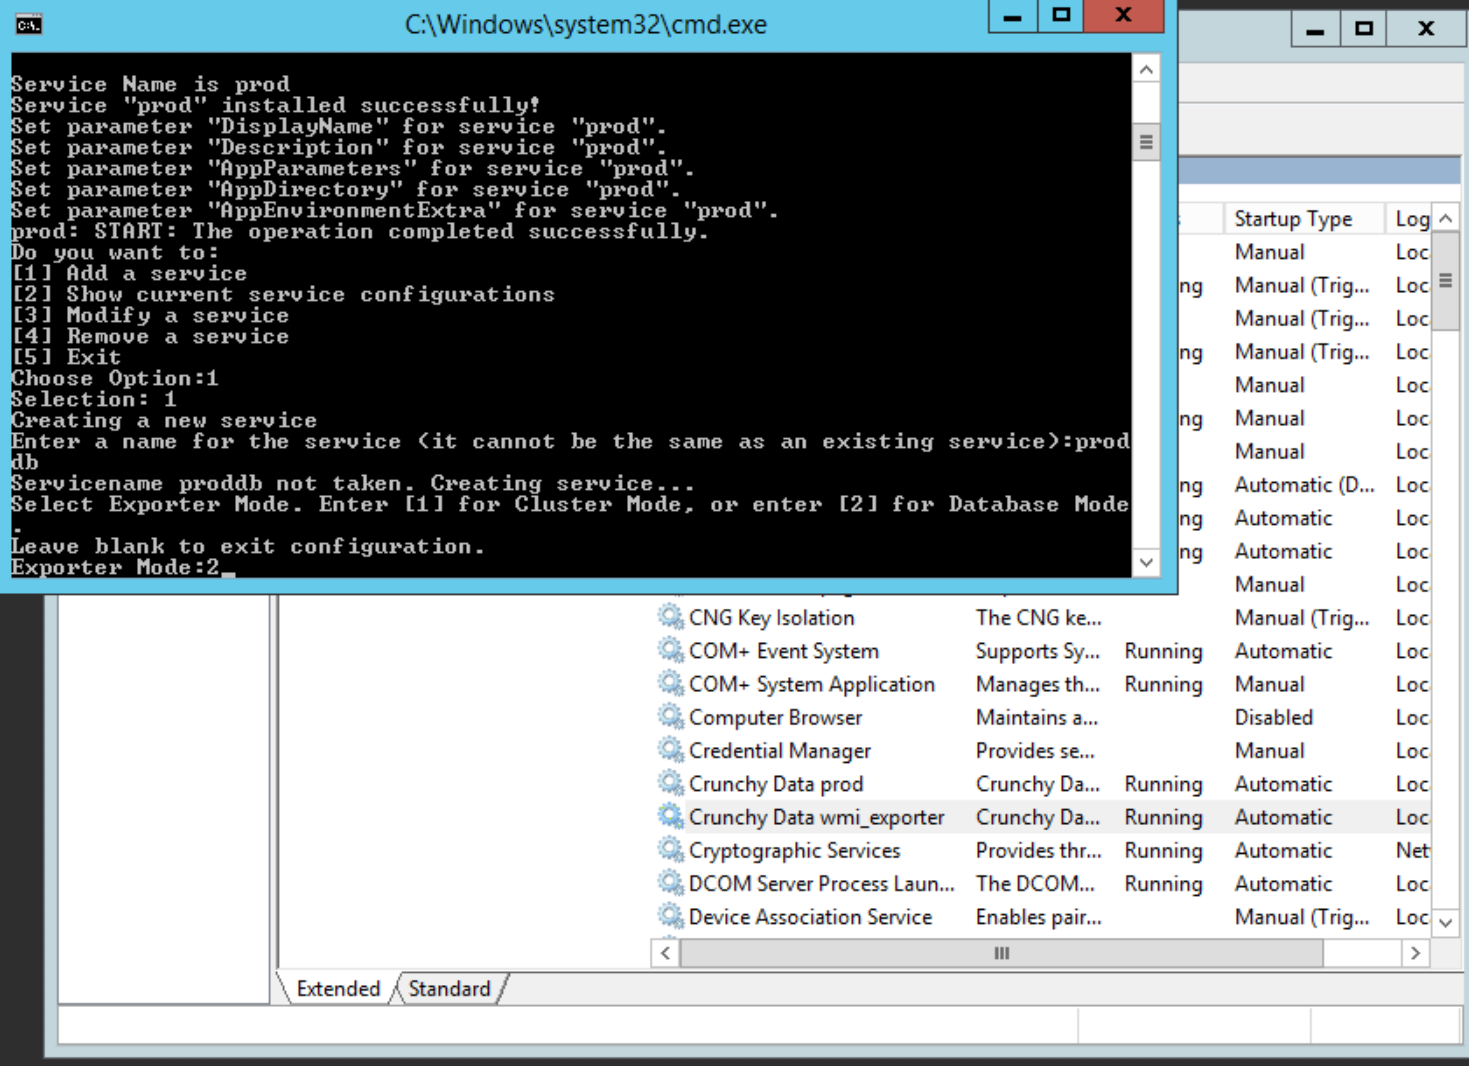 C:\Windows\system32\cmd.exe
Service Name is prod
Service "prod" installed successfully!
Set parameter "DisplayName" for service "prod".
Set parameter "Description" for service "prod".
Set parameter "AppParameters" for service "prod".
Set parameter "AppDirectory" for service "prod".
Set parameter "AppEnvironmentExtra" for service "prod".
prod: START: The operation completed successfully.
Do you want to:
[1] Add a service
[2] Show current service configurations
[3] Modify a service
[4] Remove a service
[5] Exit
Choose Option:1
Selection: 1
Creating a new service
Enter a name for the service (it cannot be the same as an existing service):prod
db
Servicename proddb not taken. Creating service...
Select Exporter Mode. Enter [1] for Cluster Mode, or enter [2] for Database Mode
.
Leave blank to exit configuration.
Exporter Mode:2_
Startup Type Log
Manual Loc
ng Manual (Trig... Loc
Manual (Trig... Loc
ng Manual (Trig... Loc
Manual Loc
ng Manual Loc
Manual Loc
ng Automatic (D... Loc
ng Automatic Loc
ng Automatic Loc
Manual Loc
CNG Key Isolation The CNG ke... Manual (Trig... Loc
COM+ Event System Supports Sy... Running Automatic Loc
COM+ System Application Manages th... Running Manual Loc
Computer Browser Maintains a... Disabled Loc
Credential Manager Provides se... Manual Loc
Crunchy Data prod Crunchy Da... Running Automatic Loc
Crunchy Data wmi_exporter Crunchy Da... Running Automatic Loc
Cryptographic Services Provides thr... Running Automatic Net
DCOM Server Process Laun... The DCOM... Running Automatic Loc
Device Association Service Enables pair... Manual (Trig... Loc
Extended Standard